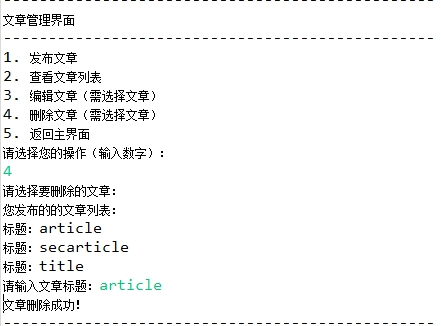 --------------------------------------------------
文章管理界面
--------------------------------------------------
1. 发布文章
2. 查看文章列表
3. 编辑文章（需选择文章）
4. 删除文章（需选择文章）
5. 返回主界面
请选择您的操作（输入数字）：
4
请选择要删除的文章：
您发布的的文章列表：
标题：article
标题：secarticle
标题：title
请输入文章标题：article
文章删除成功！
--------------------------------------------------